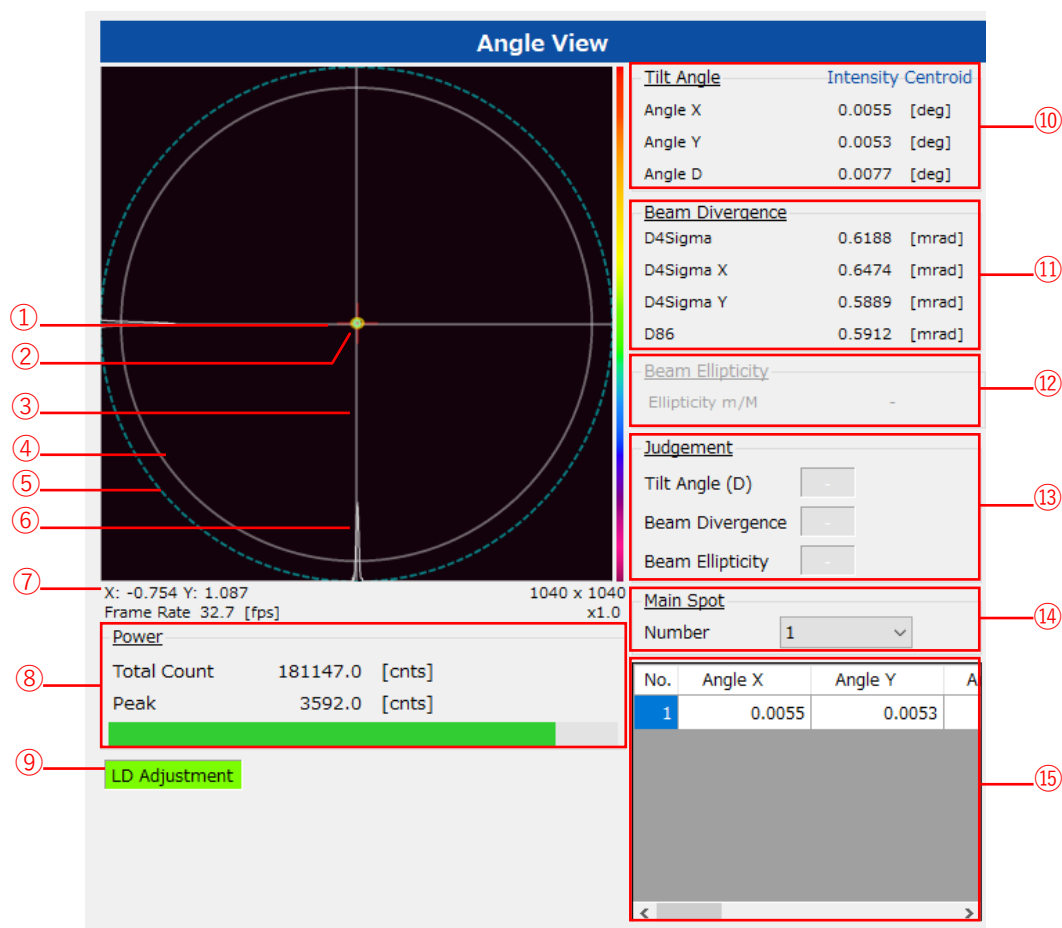 Angle View
Tilt Angle Intensity Centroid
Angle X 0.0055 [deg]
Angle Y 0.0053 [deg]
Angle D 0.0077 [deg]
⑩
Beam Divergence
D4Sigma 0.6188 [mrad]
D4Sigma X 0.6474 [mrad]
D4Sigma Y 0.5889 [mrad]
D86 0.5912 [mrad]
⑪
Beam Ellipticity
Ellipticity m/M -
⑫
Judgement
Tilt Angle (D) -
Beam Divergence -
Beam Ellipticity -
⑬
Main Spot
Number 1
⑭
No. Angle X Angle Y A
1 0.0055 0.0053
⑮
①
②
③
④
⑤
⑥
⑦
X: -0.754 Y: 1.087 1040 x 1040
Frame Rate 32.7 [fps] x1.0
⑧
Power
Total Count 181147.0 [cnts]
Peak 3592.0 [cnts]
⑨
LD Adjustment